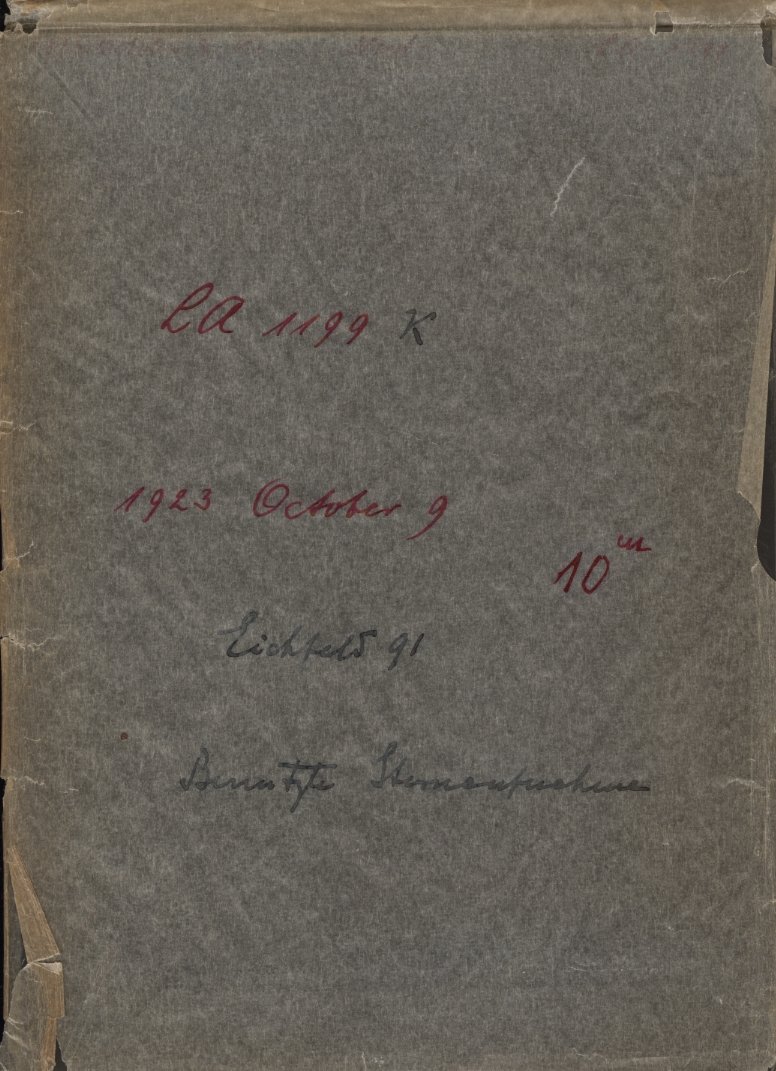 LA 1199 K
1923 October 9
10 m
Eichfeld 91
Benutzte Sternaufnahme